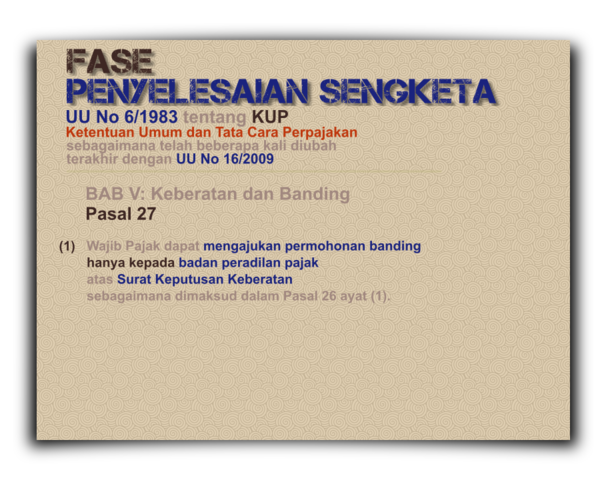 FASE
PENYELESAIAN SENGKETA
UU No 6/1983 tentang KUP
Ketentuan Umum dan Tata Cara Perpajakan
sebagaimana telah beberapa kali diubah
terakhir dengan UU No 16/2009
BAB V: Keberatan dan Banding
Pasal 27
(1) Wajib Pajak dapat mengajukan permohonan banding
hanya kepada badan peradilan pajak
atas Surat Keputusan Keberatan
sebagaimana dimaksud dalam Pasal 26 ayat (1).